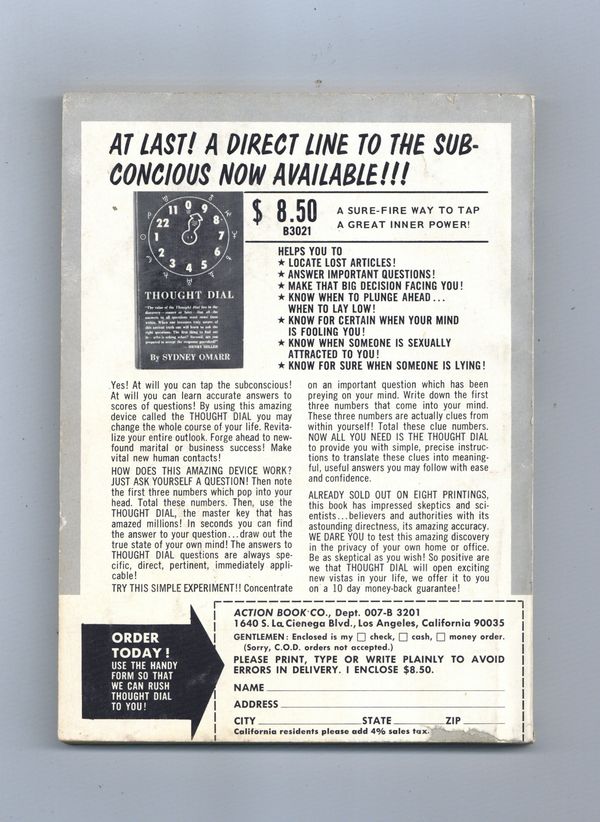 AT LAST! A DIRECT LINE TO THE SUB-
CONCIOUS NOW AVAILABLE!!!
11 0 9
22 8
1 7
2 6
3 4 5
THOUGHT DIAL
HENRY MILLER
By SYDNEY OMARR
$ 8.50
B3021
A SURE-FIRE WAY TO TAP
A GREAT INNER POWER!
HELPS YOU TO
★ LOCATE LOST ARTICLES!
★ ANSWER IMPORTANT QUESTIONS!
★ MAKE THAT BIG DECISION FACING YOU!
★ KNOW WHEN TO PLUNGE AHEAD...
WHEN TO LAY LOW!
★ KNOW FOR CERTAIN WHEN YOUR MIND
IS FOOLING YOU!
★ KNOW WHEN SOMEONE IS SEXUALLY
ATTRACTED TO YOU!
★ KNOW FOR SURE WHEN SOMEONE IS LYING!
Yes! At will you can tap the subconscious!
At will you can learn accurate answers to
scores of questions! By using this amazing
device called the THOUGHT DIAL you may
change the whole course of your life. Revita-
lize your entire outlook. Forge ahead to new-
found marital or business success! Make
vital new human contacts!
HOW DOES THIS AMAZING DEVICE WORK?
JUST ASK YOURSELF A QUESTION! Then note
the first three numbers which pop into your
head. Total these numbers. Then, use the
THOUGHT DIAL, the master key that has
amazed millions! In seconds you can find
the answer to your question...draw out the
true state of your own mind! The answers to
THOUGHT DIAL questions are always spe-
cific, direct, pertinent, immediately appli-
cable!
TRY THIS SIMPLE EXPERIMENT!! Concentrate
on an important question which has been
preying on your mind. Write down the first
three numbers that come into your mind.
These three numbers are actually clues from
within yourself! Total these clue numbers.
NOW ALL YOU NEED IS THE THOUGHT DIAL
to provide you with simple, precise instruc-
tions to translate these clues into meaning-
ful, useful answers you may follow with ease
and confidence.
ALREADY SOLD OUT ON EIGHT PRINTINGS,
this book has impressed skeptics and sci-
entists...believers and authorities with its
astounding directness, its amazing accuracy.
WE DARE YOU to test this amazing discovery
in the privacy of your own home or office.
Be as skeptical as you wish! So positive are
we that THOUGHT DIAL will open exciting
new vistas in your life, we offer it to you
on a 10 day money-back guarantee!
ORDER
TODAY!
USE THE HANDY
FORM SO THAT
WE CAN RUSH
THOUGHT DIAL
TO YOU!
ACTION BOOK CO., Dept. 007-B 3201
1640 S. La Cienega Blvd., Los Angeles, California 90035
GENTLEMEN: Enclosed is my □ check, □ cash, □ money order.
(Sorry, C.O.D. orders not accepted.)
PLEASE PRINT, TYPE OR WRITE PLAINLY TO AVOID
ERRORS IN DELIVERY. I ENCLOSE $8.50.
NAME
ADDRESS
CITY STATE ZIP
California residents please add 4% sales tax.